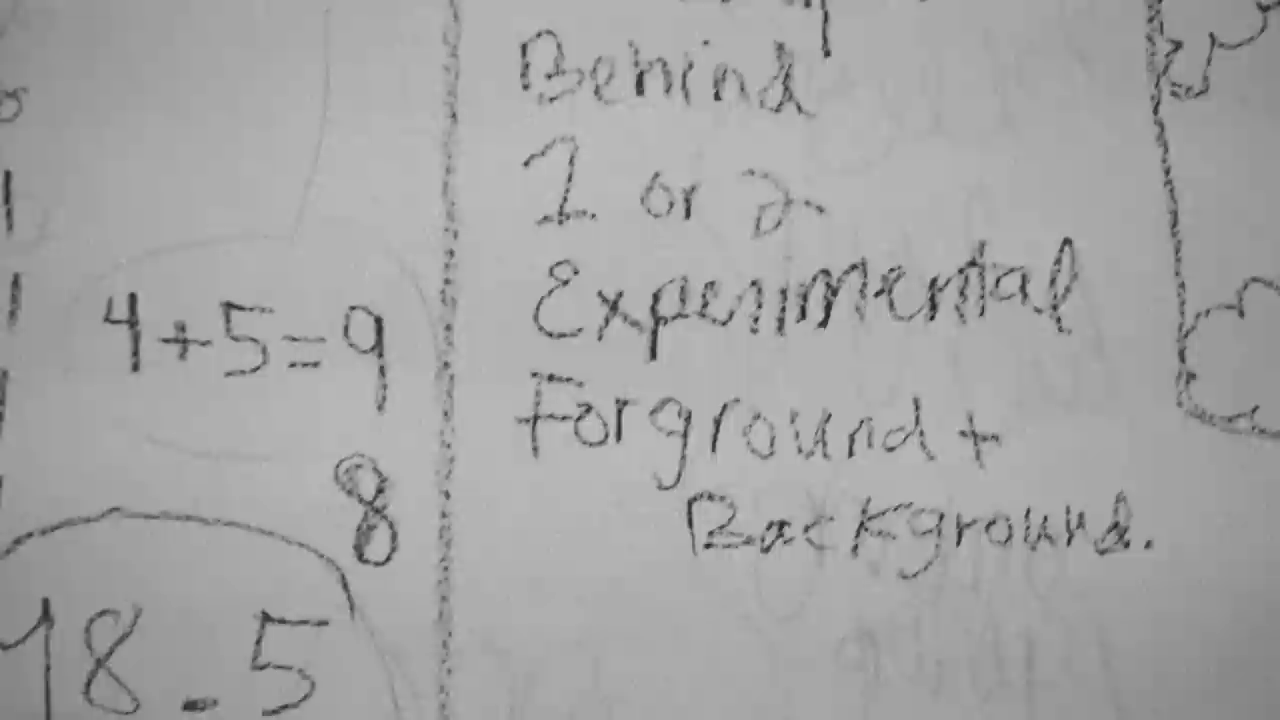 4+5=9
8
18.5
Behind
1 or 2
Experimental
Forground +
Background.